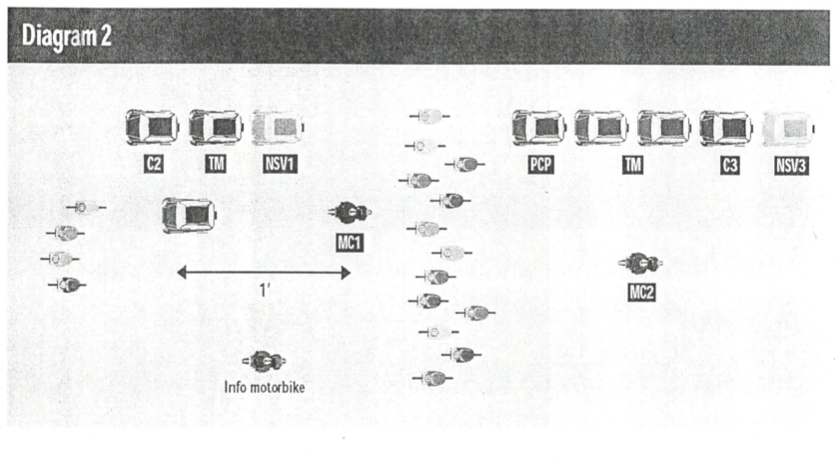 Diagram 2
C2 TM NSV1 PCP TM C3 NSV3
MC1
1'
MC2
Info motorbike